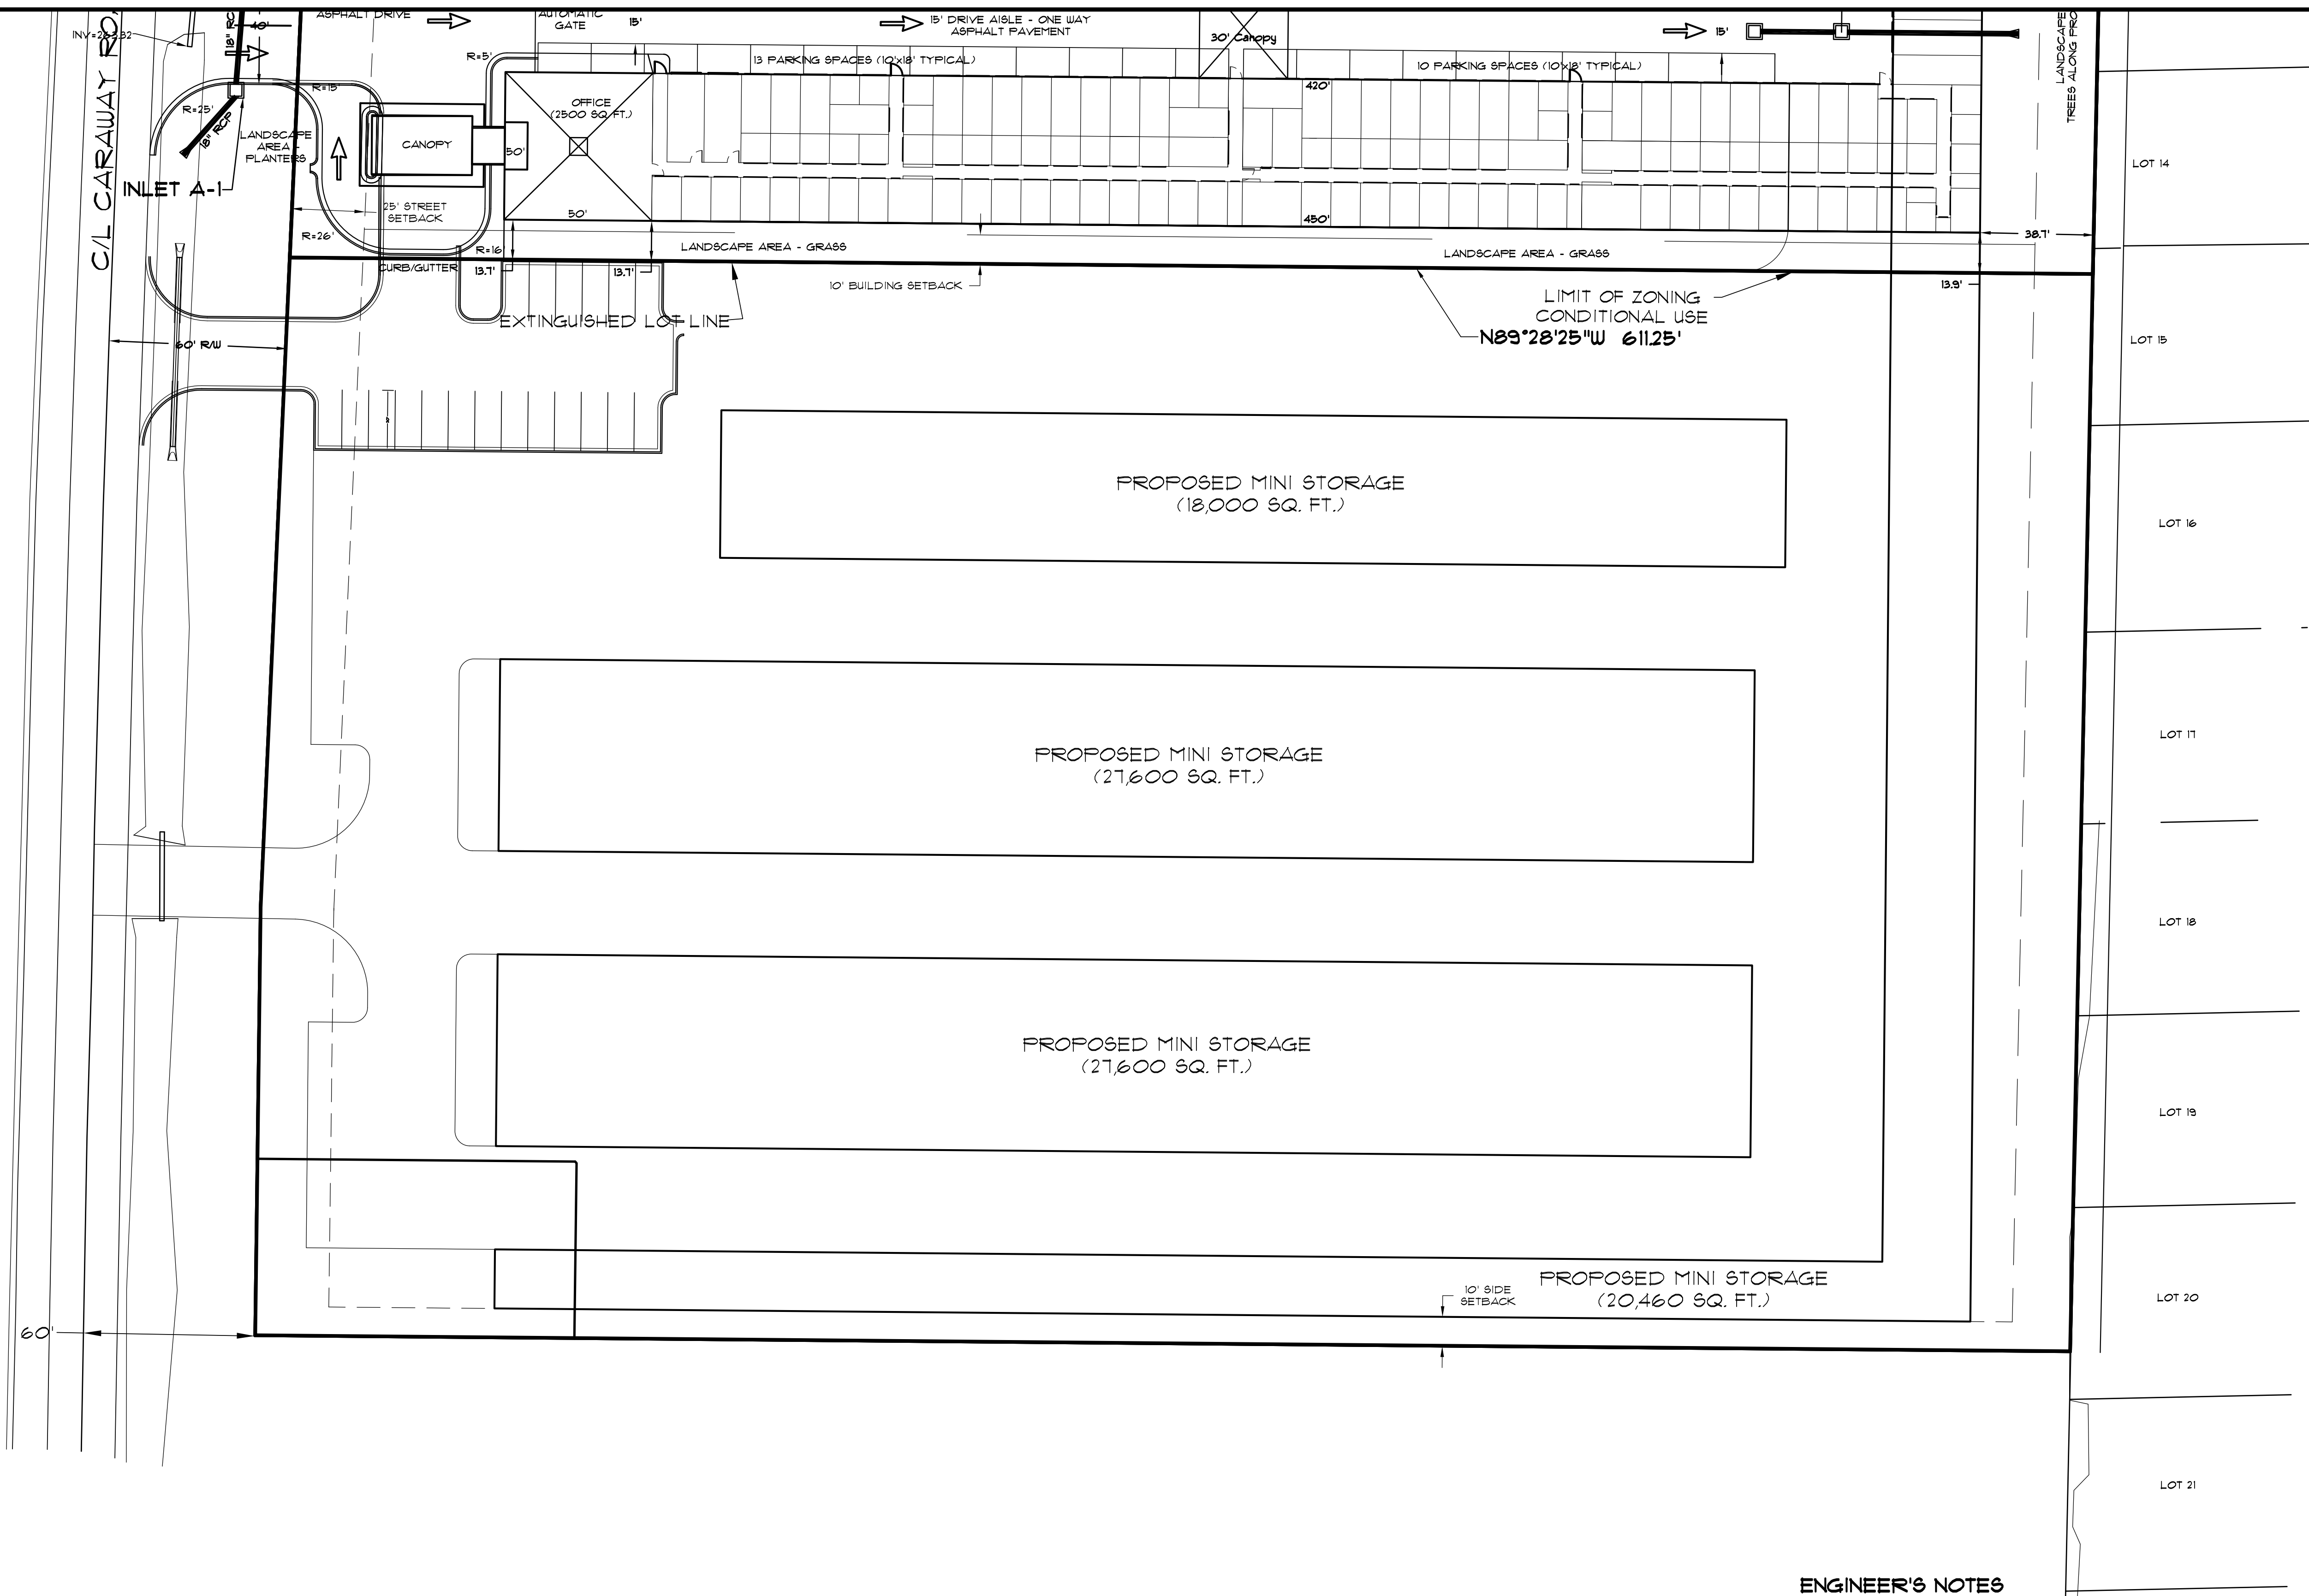 ASPHALT DRIVE
AUTOMATIC
GATE
15'
15' DRIVE AISLE - ONE WAY
ASPHALT PAVEMENT
30' Canopy
15'
LANDSCAPE
TREES ALONG
INV=263.32
40'
18"
R=5'
13 PARKING SPACES (10'x18' TYPICAL)
10 PARKING SPACES (10'x18' TYPICAL)
C/L CARAWAY
R=15'
R=25'
18" RCP
OFFICE
(2500 SQ.FT.)
420'
LANDSCAPE
AREA -
PLANTERS
CANOPY
50'
INLET A-1
25' STREET
SETBACK
50'
450'
R=26'
R=16'
LANDSCAPE AREA - GRASS
LANDSCAPE AREA - GRASS
38.7'
CURB/GUTTER
13.7'
13.7'
10' BUILDING SETBACK
13.9'
EXTINGUISHED LOT LINE
LIMIT OF ZONING
CONDITIONAL USE
N89°28'25"W 611.25'
60' R/W
LOT 14
LOT 15
PROPOSED MINI STORAGE
(18,000 SQ. FT.)
LOT 16
PROPOSED MINI STORAGE
(27,600 SQ. FT.)
LOT 17
LOT 18
PROPOSED MINI STORAGE
(27,600 SQ. FT.)
LOT 19
10' SIDE
SETBACK
PROPOSED MINI STORAGE
(20,460 SQ. FT.)
LOT 20
60'
LOT 21
ENGINEER'S NOTES